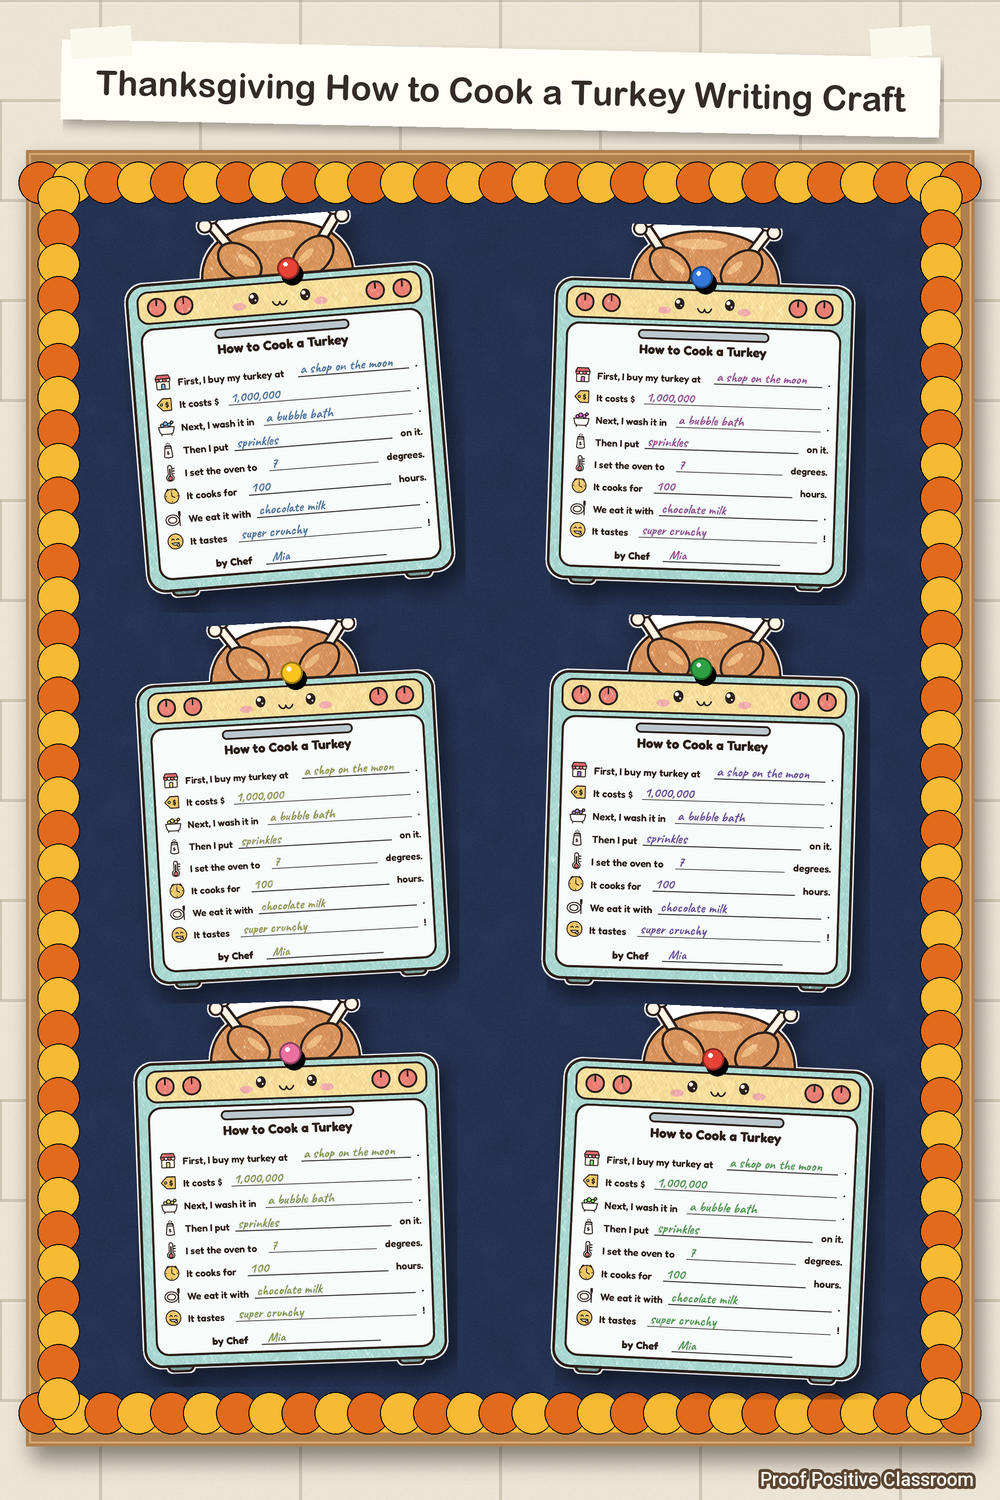 Thanksgiving How to Cook a Turkey Writing Craft
How to Cook a Turkey
First, I buy my turkey at a shop on the moon.
It costs $ 1,000,000.
Next, I wash it in a bubble bath.
Then I put sprinkles on it.
I set the oven to 7 degrees.
It cooks for 100 hours.
We eat it with chocolate milk.
It tastes super crunchy!
by Chef Mia
How to Cook a Turkey
First, I buy my turkey at a shop on the moon.
It costs $ 1,000,000.
Next, I wash it in a bubble bath.
Then I put sprinkles on it.
I set the oven to 7 degrees.
It cooks for 100 hours.
We eat it with chocolate milk.
It tastes super crunchy!
by Chef Mia
How to Cook a Turkey
First, I buy my turkey at a shop on the moon.
It costs $ 1,000,000.
Next, I wash it in a bubble bath.
Then I put sprinkles on it.
I set the oven to 7 degrees.
It cooks for 100 hours.
We eat it with chocolate milk.
It tastes super crunchy!
by Chef Mia
How to Cook a Turkey
First, I buy my turkey at a shop on the moon.
It costs $ 1,000,000.
Next, I wash it in a bubble bath.
Then I put sprinkles on it.
I set the oven to 7 degrees.
It cooks for 100 hours.
We eat it with chocolate milk.
It tastes super crunchy!
by Chef Mia
How to Cook a Turkey
First, I buy my turkey at a shop on the moon.
It costs $ 1,000,000.
Next, I wash it in a bubble bath.
Then I put sprinkles on it.
I set the oven to 7 degrees.
It cooks for 100 hours.
We eat it with chocolate milk.
It tastes super crunchy!
by Chef Mia
How to Cook a Turkey
First, I buy my turkey at a shop on the moon.
It costs $ 1,000,000.
Next, I wash it in a bubble bath.
Then I put sprinkles on it.
I set the oven to 7 degrees.
It cooks for 100 hours.
We eat it with chocolate milk.
It tastes super crunchy!
by Chef Mia
Proof Positive Classroom